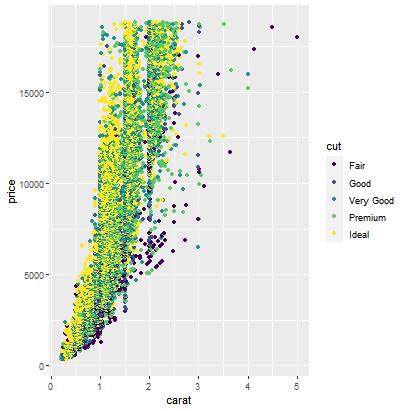 15000
10000
5000
0
price
0
1
2
3
4
5
carat
cut
Fair
Good
Very Good
Premium
Ideal